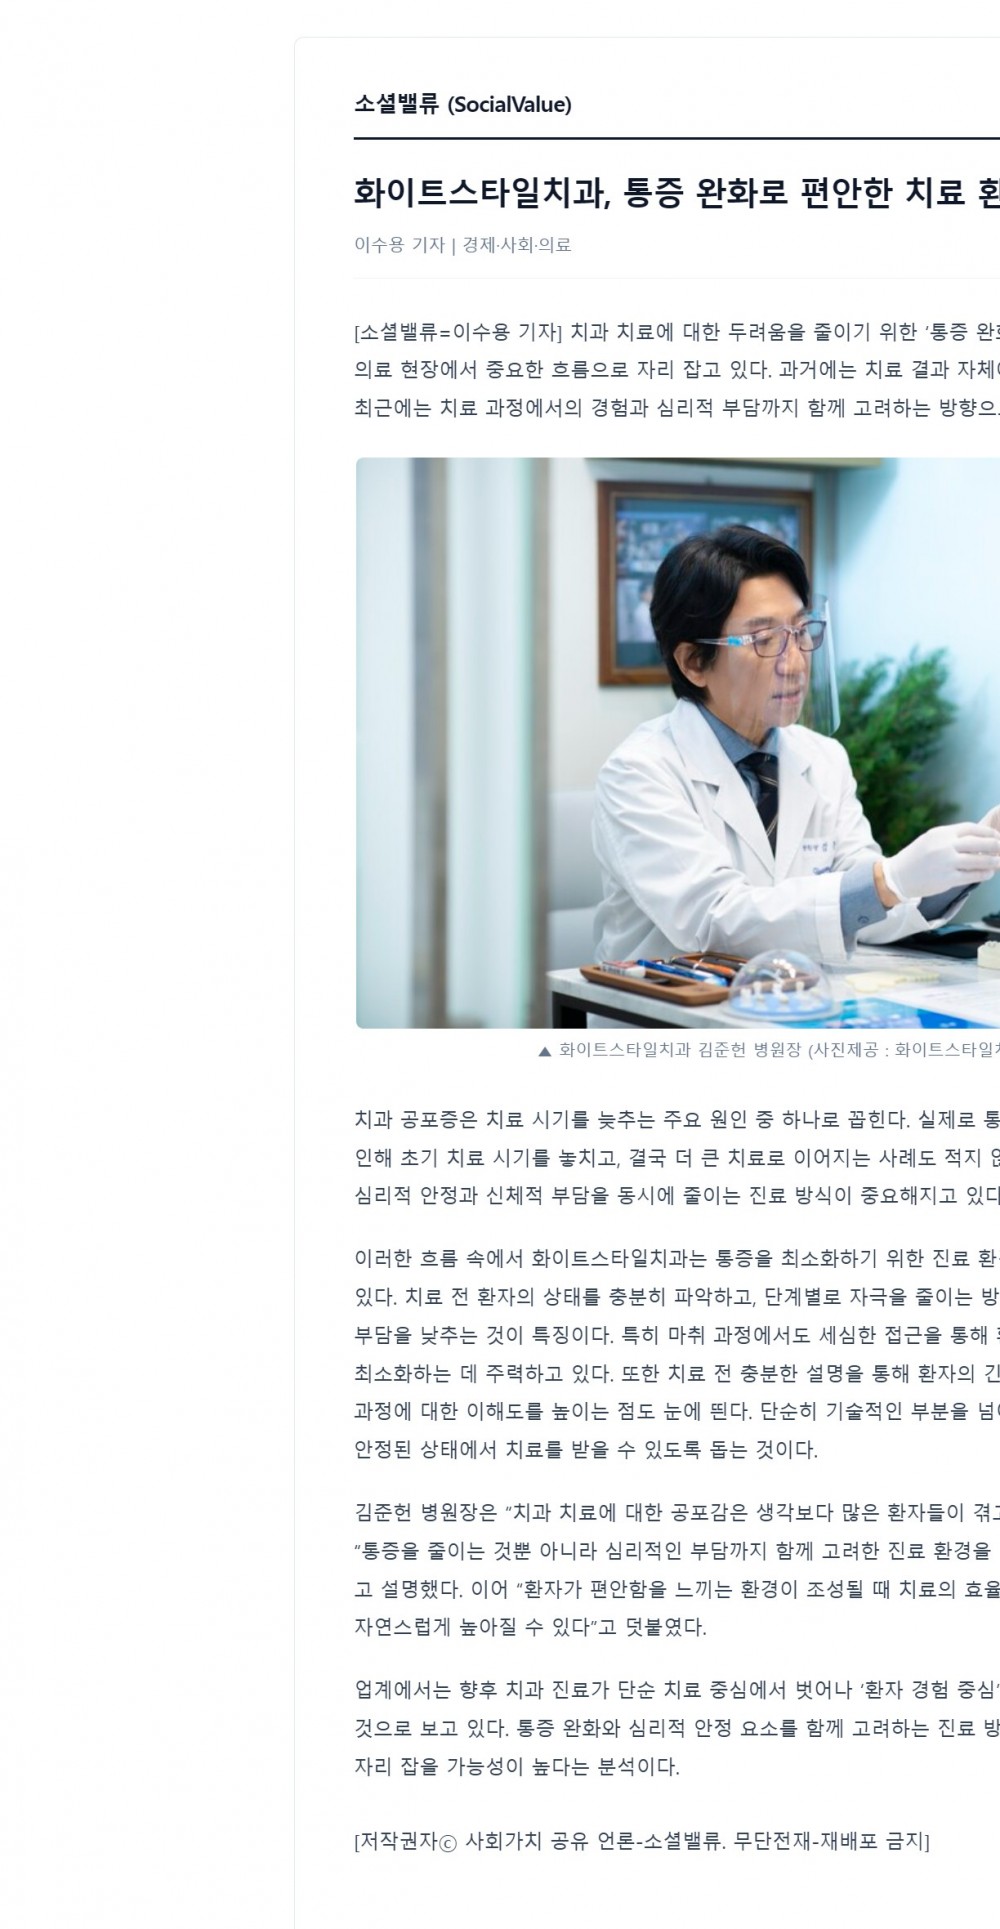 소셜밸류 (SocialValue)
화이트스타일치과, 통증 완화로 편안한 치료
이수용 기자 | 경제·사회·의료
[소셜밸류=이수용 기자] 치과 치료에 대한 두려움을 줄이기 위한 ‘통증
의료 현장에서 중요한 흐름으로 자리 잡고 있다. 과거에는 치료 결과
최근에는 치료 과정에서의 경험과 심리적 부담까지 함께 고려하는
▲ 화이트스타일치과 김준헌 병원장 (사진제공 :
치과 공포증은 치료 시기를 늦추는 주요 원인 중 하나로 꼽힌다. 실제로
인해 초기 치료 시기를 놓치고, 결국 더 큰 치료로 이어지는 사례도 적지
심리적 안정과 신체적 부담을 동시에 줄이는 진료 방식이 중요해지고 있다
이러한 흐름 속에서 화이트스타일치과는 통증을 최소화하기 위한 진료
있다. 치료 전 환자의 상태를 충분히 파악하고, 단계별로 자극을 줄이는
부담을 낮추는 것이 특징이다. 특히 마취 과정에서도 세심한 접근을 통해
최소화하는 데 주력하고 있다. 또한 치료 전 충분한 설명을 통해 환자의
과정에 대한 이해도를 높이는 점도 눈에 띈다. 단순히 기술적인 부분을
안정된 상태에서 치료를 받을 수 있도록 돕는 것이다.
김준헌 병원장은 “치과 치료에 대한 공포감은 생각보다 많은 환자들이
“통증을 줄이는 것뿐 아니라 심리적인 부담까지 함께 고려한 진료 환경을
고 설명했다. 이어 “환자가 편안함을 느끼는 환경이 조성될 때 치료의
자연스럽게 높아질 수 있다”고 덧붙였다.
업계에서는 향후 치과 진료가 단순 치료 중심에서 벗어나 ‘환자 경험 중심’
것으로 보고 있다. 통증 완화와 심리적 안정 요소를 함께 고려하는 진료
자리 잡을 가능성이 높다는 분석이다.
[저작권자ⓒ 사회가치 공유 언론-소셜밸류. 무단전재-재배포 금지]